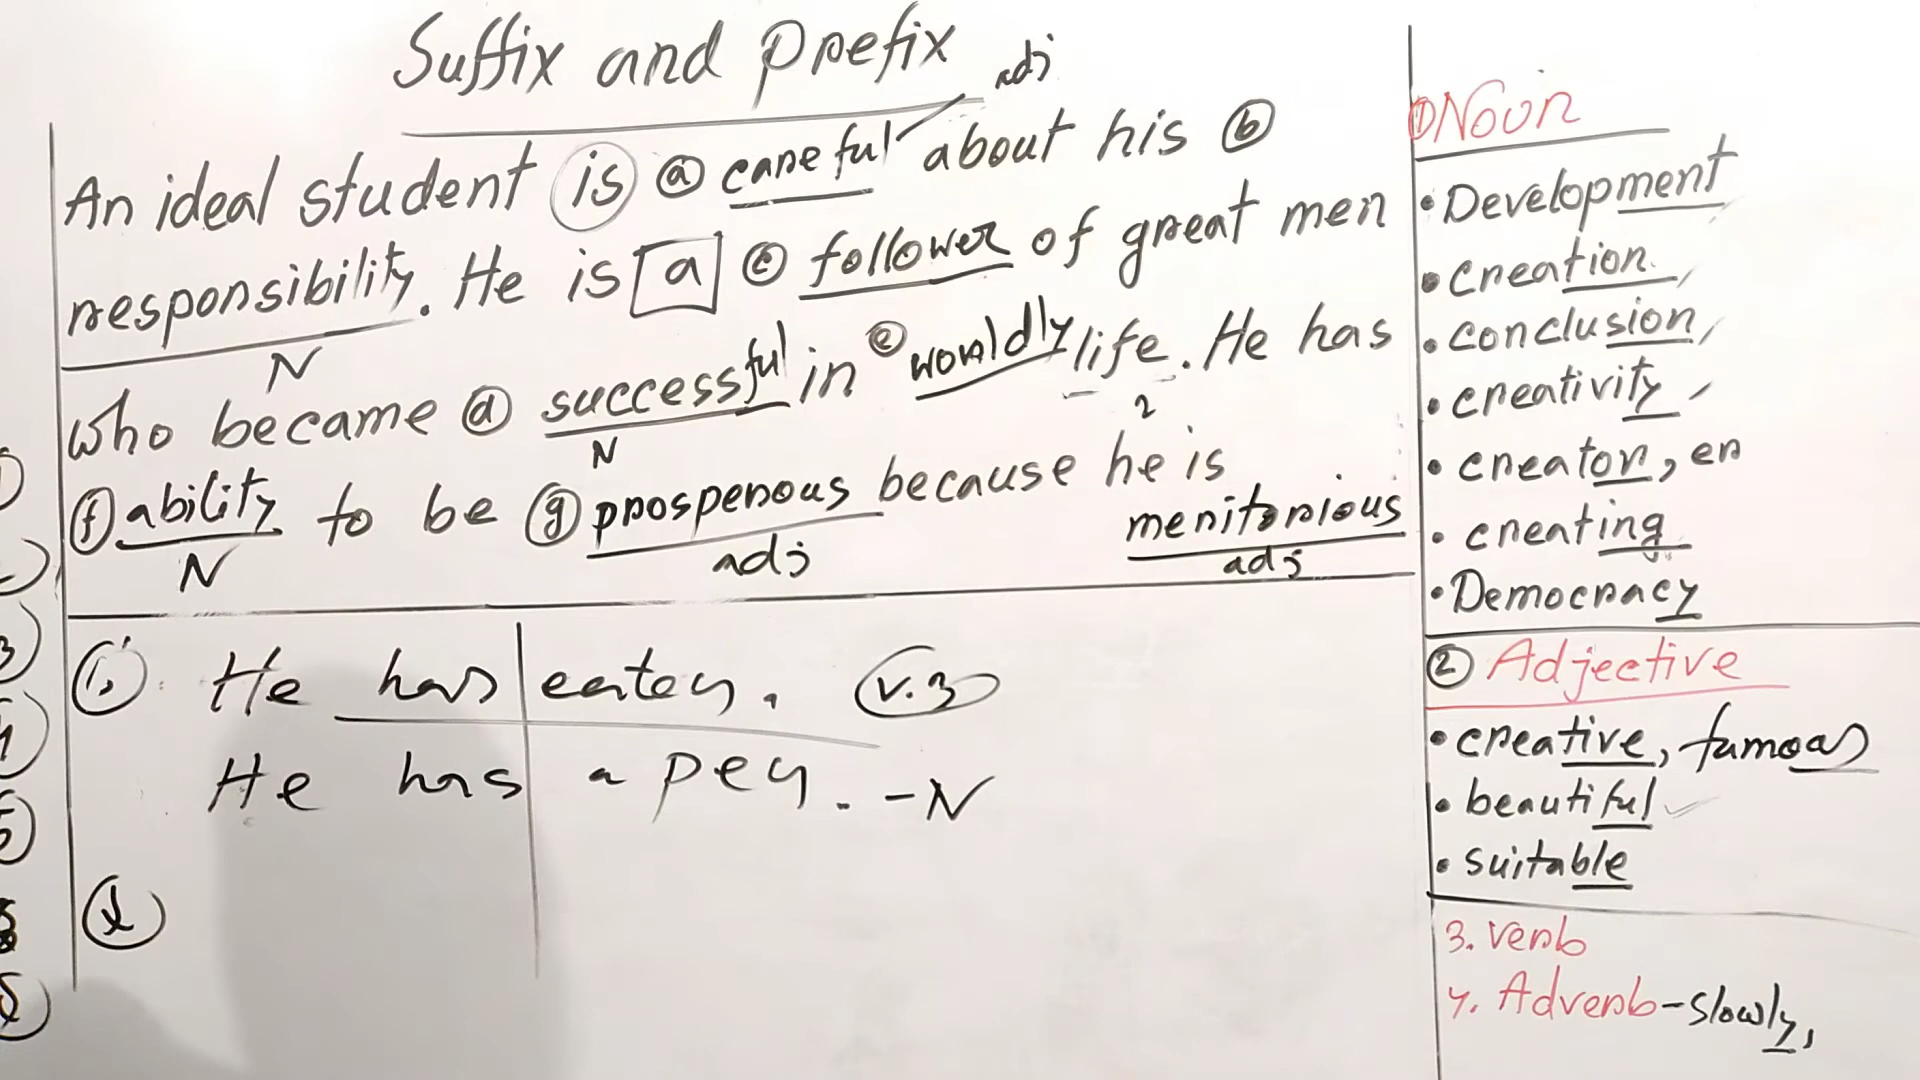 Suffix and Prefix
adj
An ideal student is ⓐ careful about his ⓑ
responsibility. He is a ⓒ follower of great men
N
who became ⓓ successful in ⓔ worldly life. He has
N
2
ⓕ ability to be ⓖ prosperous because he is
meritorious
N
adj
adj
He has eaten. V.3
He has a pen. - N
① Noun
• Development
• creation,
• conclusion,
• creativity,
• creator, er
• creating
• Democracy
② Adjective
• creative, famous
• beautiful
• suitable
3. verb
4. Adverb - slowly,